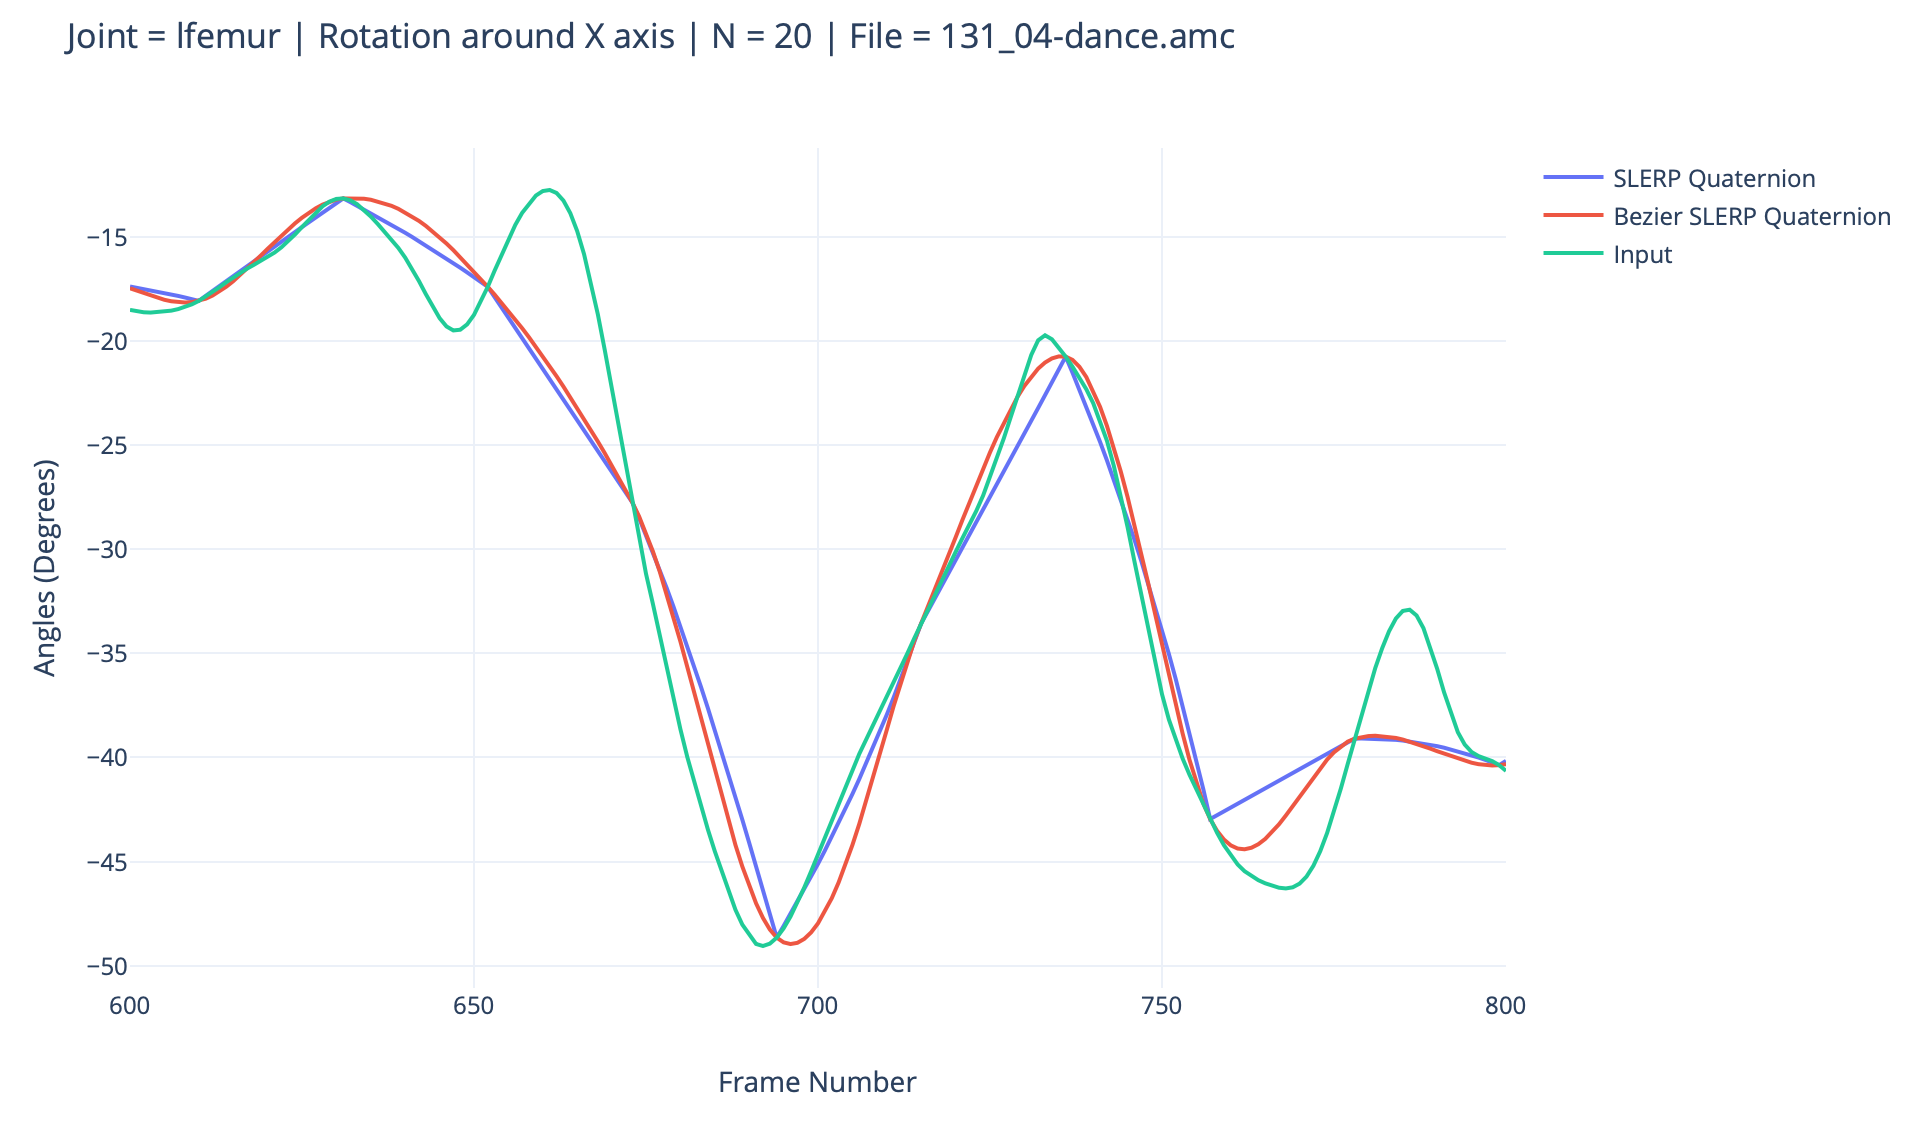 Joint = lfemur | Rotation around X axis | N = 20 | File = 131_04-dance.amc
SLERP Quaternion
Bezier SLERP Quaternion
Input
Angles (Degrees)
−15
−20
−25
−30
−35
−40
−45
−50
600 650 700 750 800
Frame Number